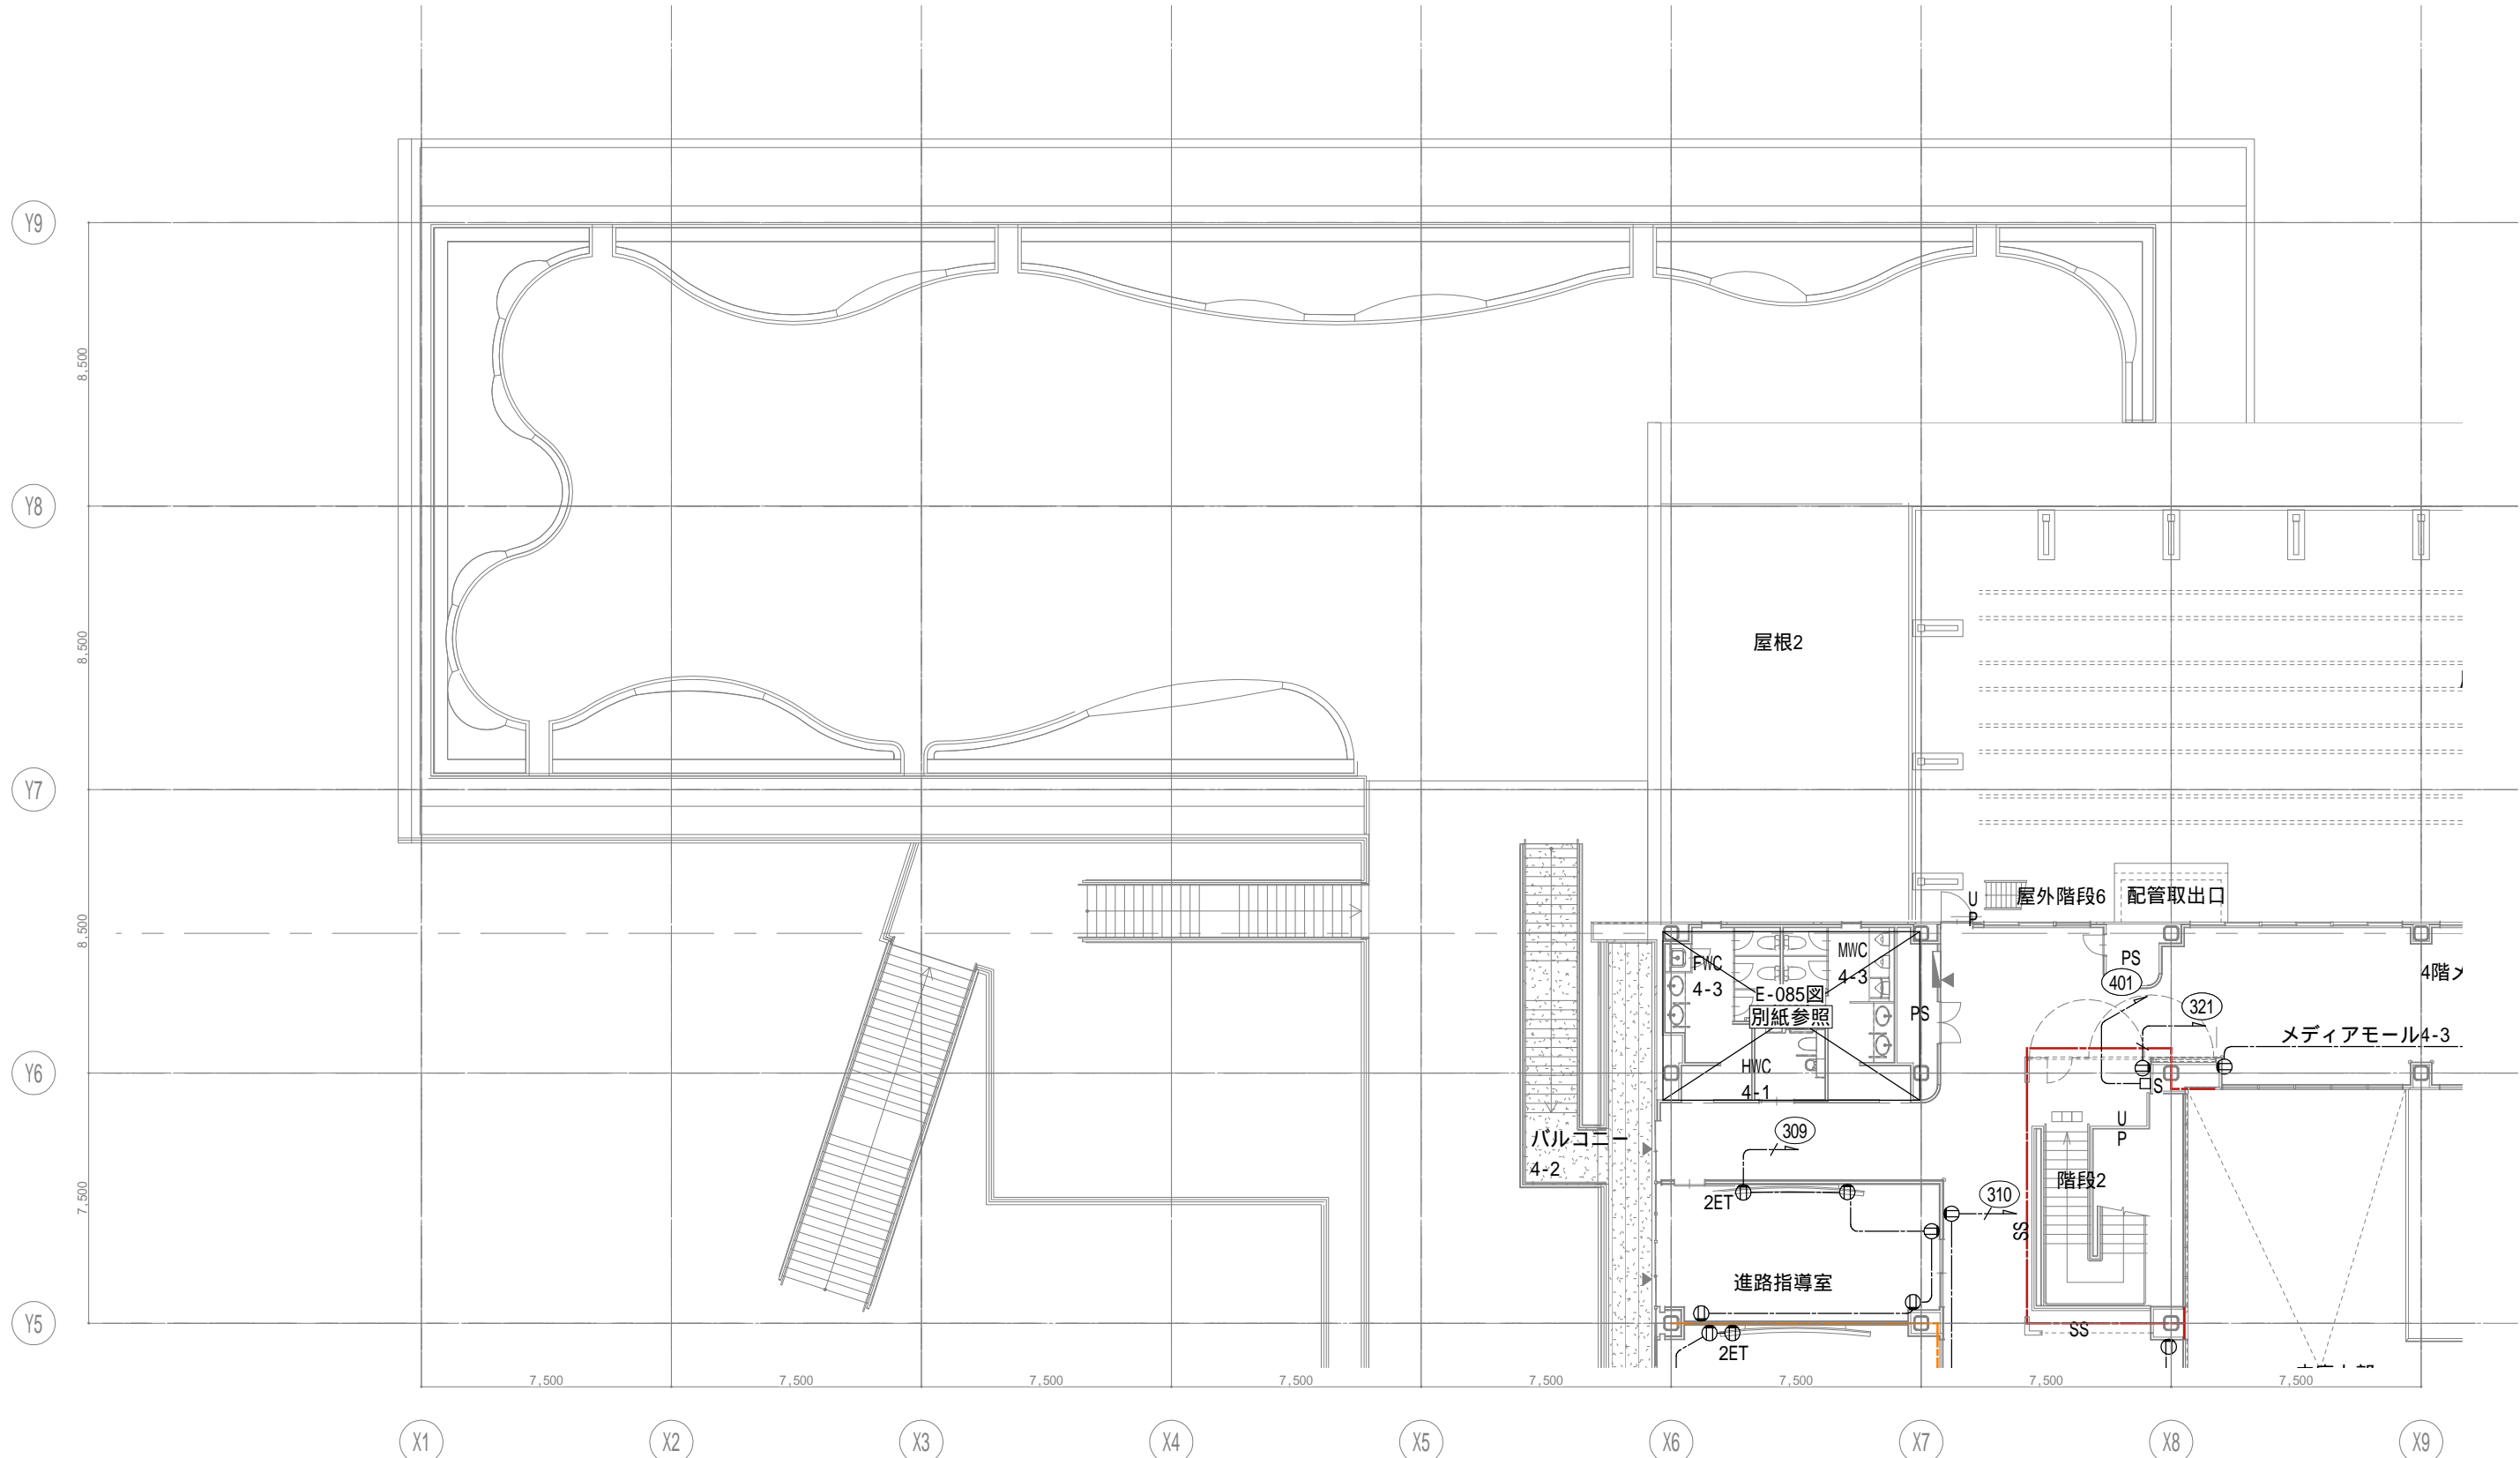 Y9
8,500
Y8
8,500
屋根2
Y7
8,500
U
P
屋外階段6
配管取出口
FWC
4-3
MWC
4-3
PS
401
4階
E-085図
別紙参照
PS
321
メディアモール4-3
Y6
HWC
4-1
S
バルコニー
4-2
309
U
P
7,500
階段2
2ET
310
SS
進路指導室
Y5
SS
2ET
7,500
7,500
7,500
7,500
7,500
7,500
7,500
7,500
X1
X2
X3
X4
X5
X6
X7
X8
X9